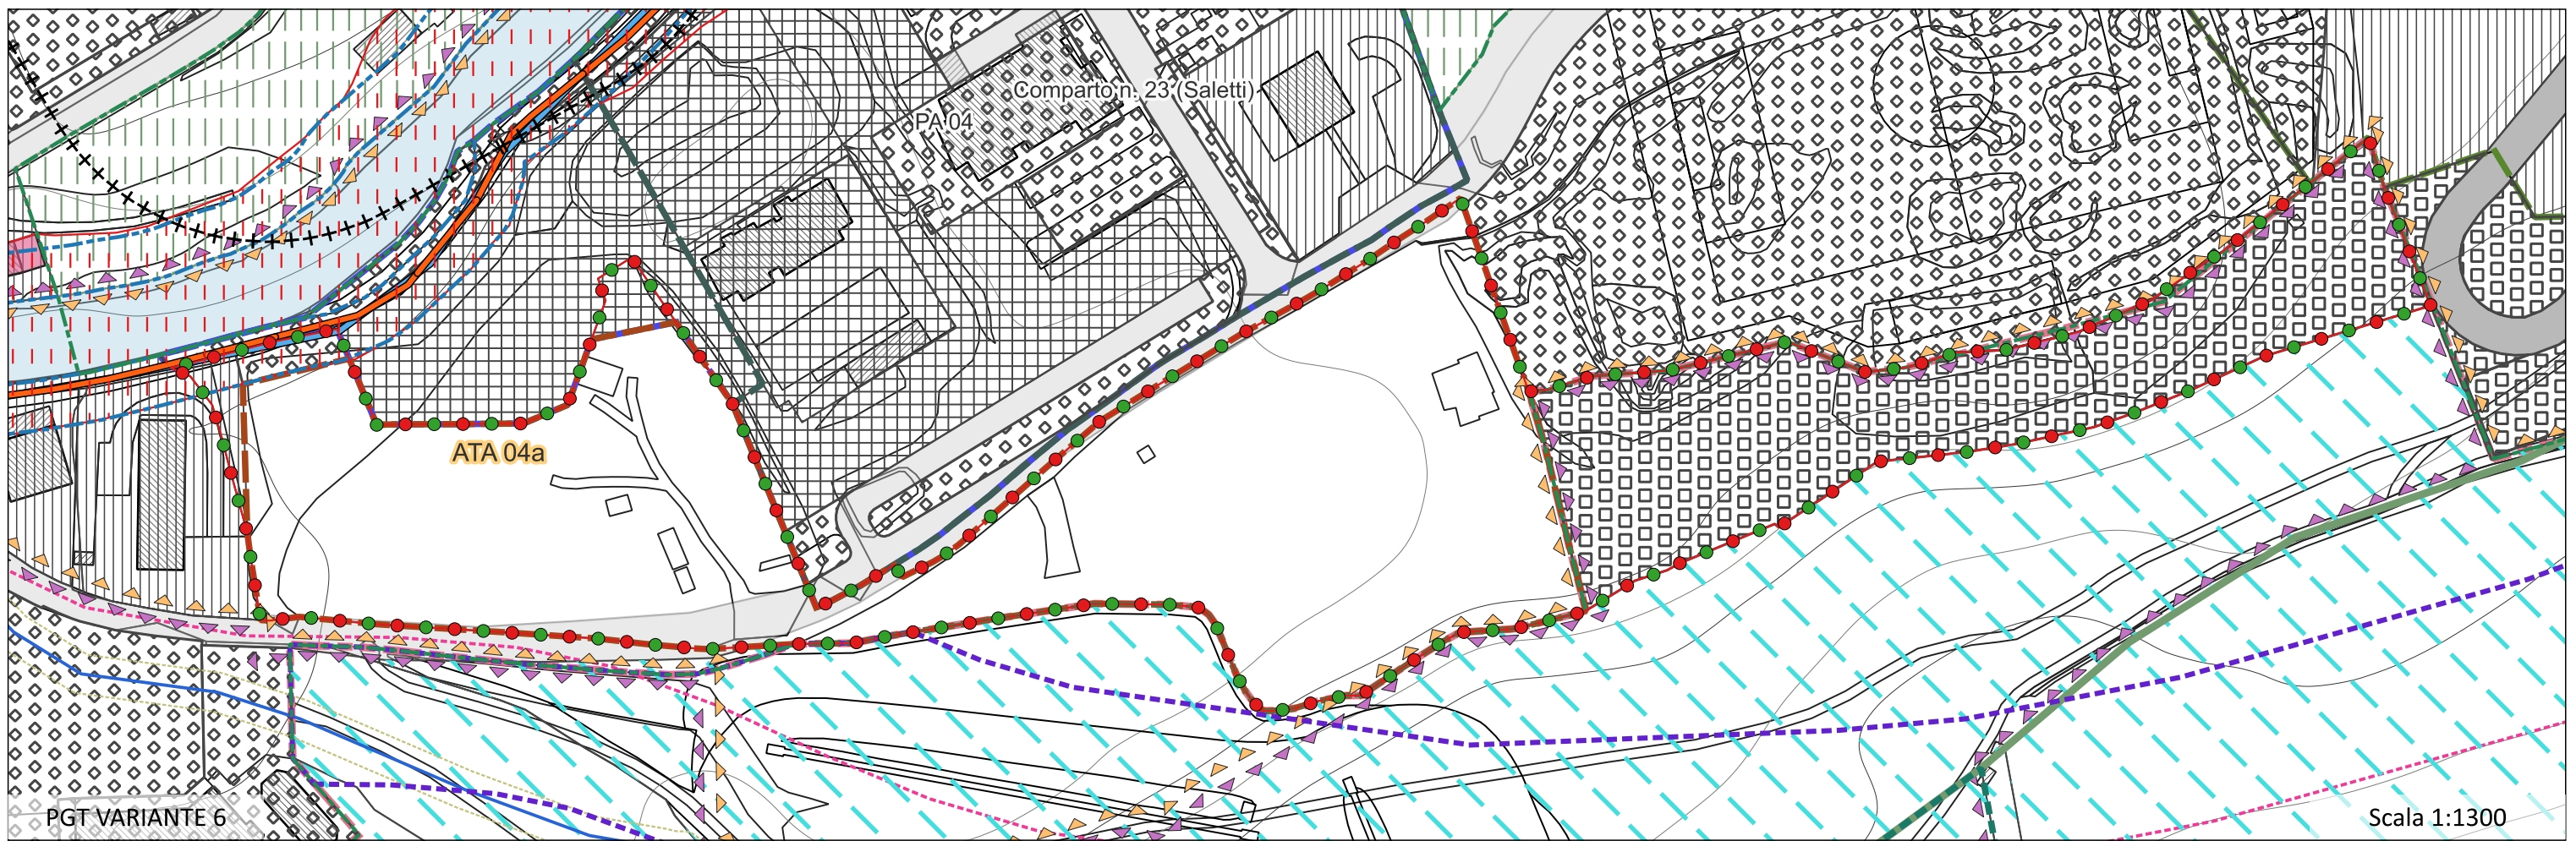 Comparto n. 23 (Saletti)
PA 04
ATA 04a
PGT VARIANTE 6
Scala 1:1300